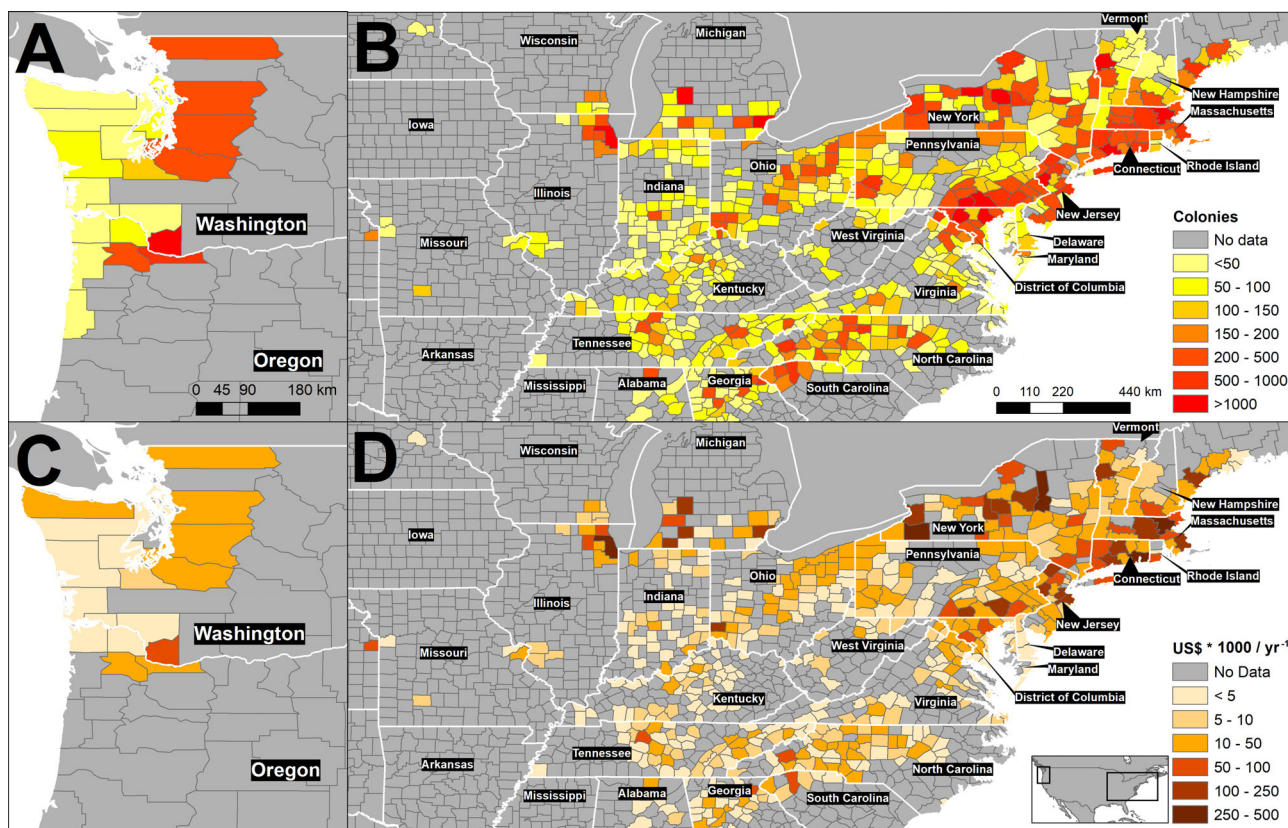 A
Washington
Oregon
0 45 90 180 km
B
Vermont
Wisconsin
Michigan
Iowa
New York
New Hampshire
Massachusetts
Pennsylvania
Ohio
Rhode Island
Connecticut
Illinois
Indiana
New Jersey
West Virginia
Missouri
Delaware
Maryland
Kentucky
Virginia
District of Columbia
Tennessee
Arkansas
North Carolina
Mississippi
Alabama
Georgia
South Carolina
0 110 220 440 km
Colonies
No data
<50
50 - 100
100 - 150
150 - 200
200 - 500
500 - 1000
>1000
C
Washington
Oregon
D
Vermont
Wisconsin
Michigan
Iowa
New York
New Hampshire
Massachusetts
Pennsylvania
Ohio
Rhode Island
Connecticut
Illinois
Indiana
New Jersey
West Virginia
Missouri
Delaware
Maryland
Kentucky
Virginia
District of Columbia
Tennessee
Arkansas
North Carolina
Mississippi
Alabama
Georgia
South Carolina
US$ * 1000 / yr⁻¹
No Data
< 5
5 - 10
10 - 50
50 - 100
100 - 250
250 - 500